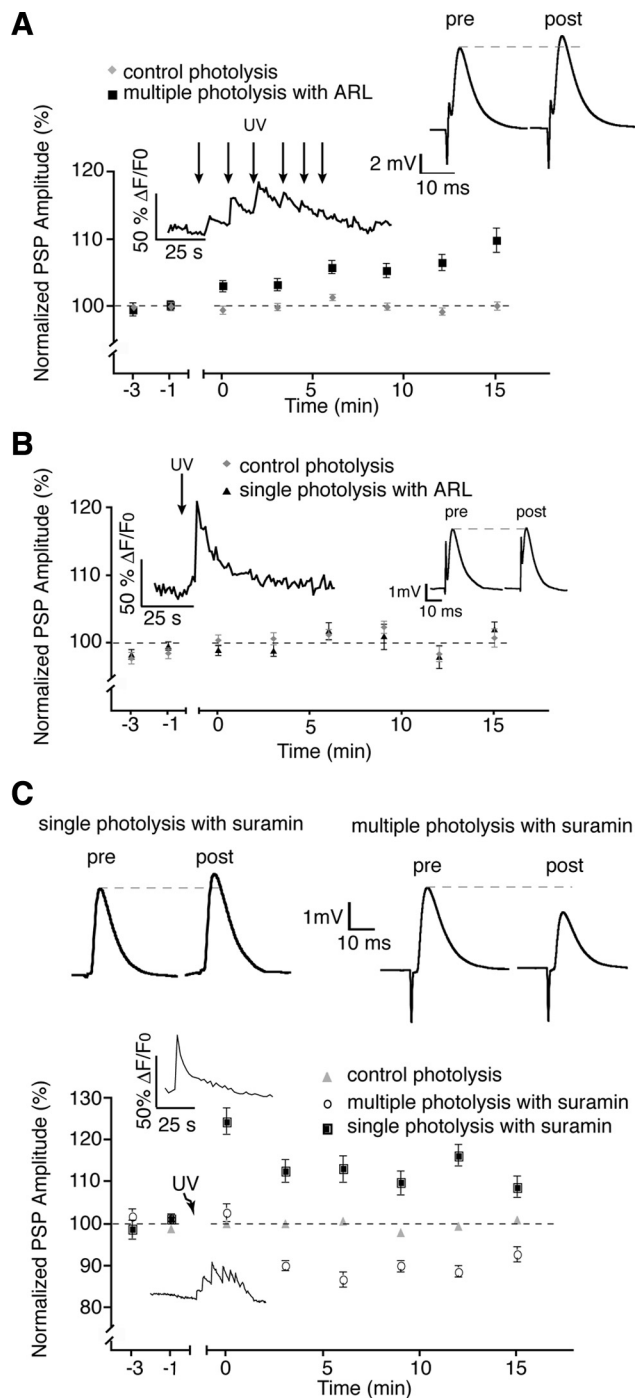 A
pre
post
control photolysis
multiple photolysis with ARL
UV
2 mV
10 ms
50 % ΔF/F0
25 s
Normalized PSP Amplitude (%)
120
110
100
-3
-1
0
5
10
15
Time (min)
B
UV
control photolysis
single photolysis with ARL
pre
post
50 % ΔF/F0
25 s
1mV
10 ms
Normalized PSP Amplitude (%)
120
110
100
-3
-1
0
5
10
15
Time (min)
C
single photolysis with suramin
multiple photolysis with suramin
pre
post
pre
post
1mV
10 ms
50% ΔF/F0
25 s
control photolysis
multiple photolysis with suramin
single photolysis with suramin
UV
Normalized PSP Amplitude (%)
130
120
110
100
90
80
-3
-1
0
5
10
15
Time (min)